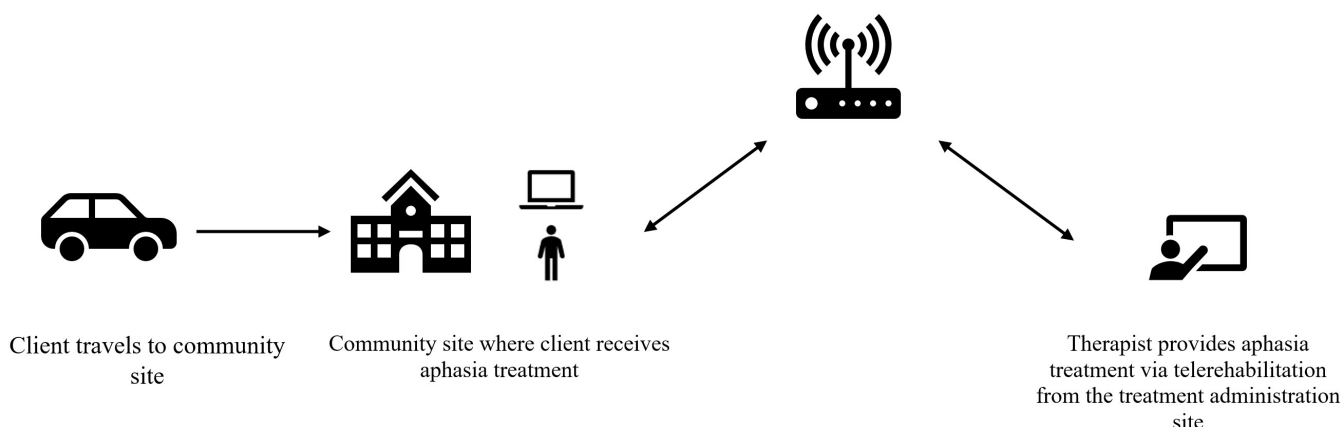 Client travels to community
site
Community site where client receives
aphasia treatment
Therapist provides aphasia
treatment via telerehabilitation
from the treatment administration
site